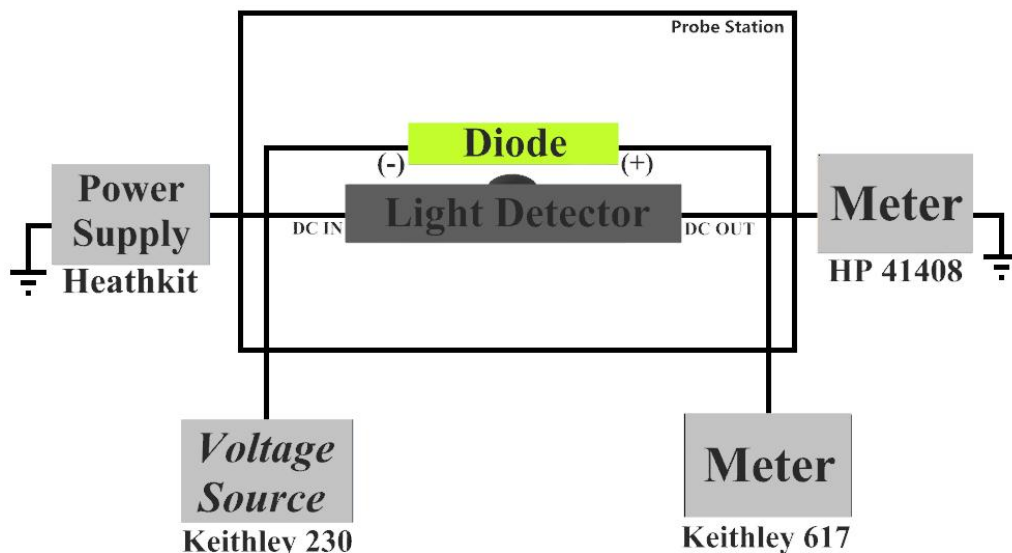 Probe Station
Diode
(-)
(+)
Power
Supply
Heathkit
DC IN
Light Detector
DC OUT
Meter
HP 41408
Voltage
Source
Keithley 230
Meter
Keithley 617